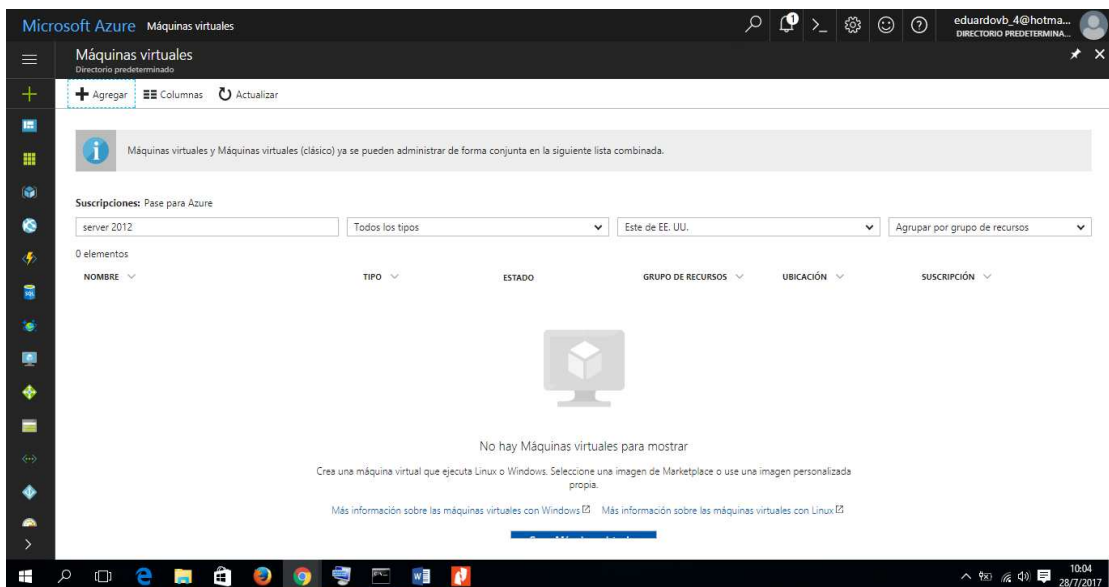 Microsoft Azure Máquinas virtuales
1
eduardovb_4@hotma...
DIRECTORIO PREDETERMINA...
Máquinas virtuales
Directorio predeterminado
Agregar Columnas Actualizar
Máquinas virtuales y Máquinas virtuales (clásico) ya se pueden administrar de forma conjunta en la siguiente lista combinada.
Suscripciones: Pase para Azure
server 2012 Todos los tipos Este de EE. UU. Agrupar por grupo de recursos
0 elementos
NOMBRE TIPO ESTADO GRUPO DE RECURSOS UBICACIÓN SUSCRIPCIÓN
No hay Máquinas virtuales para mostrar
Crea una máquina virtual que ejecuta Linux o Windows. Seleccione una imagen de Marketplace o use una imagen personalizada
propia.
Más información sobre las máquinas virtuales con Windows Más información sobre las máquinas virtuales con Linux
10:04
28/7/2017